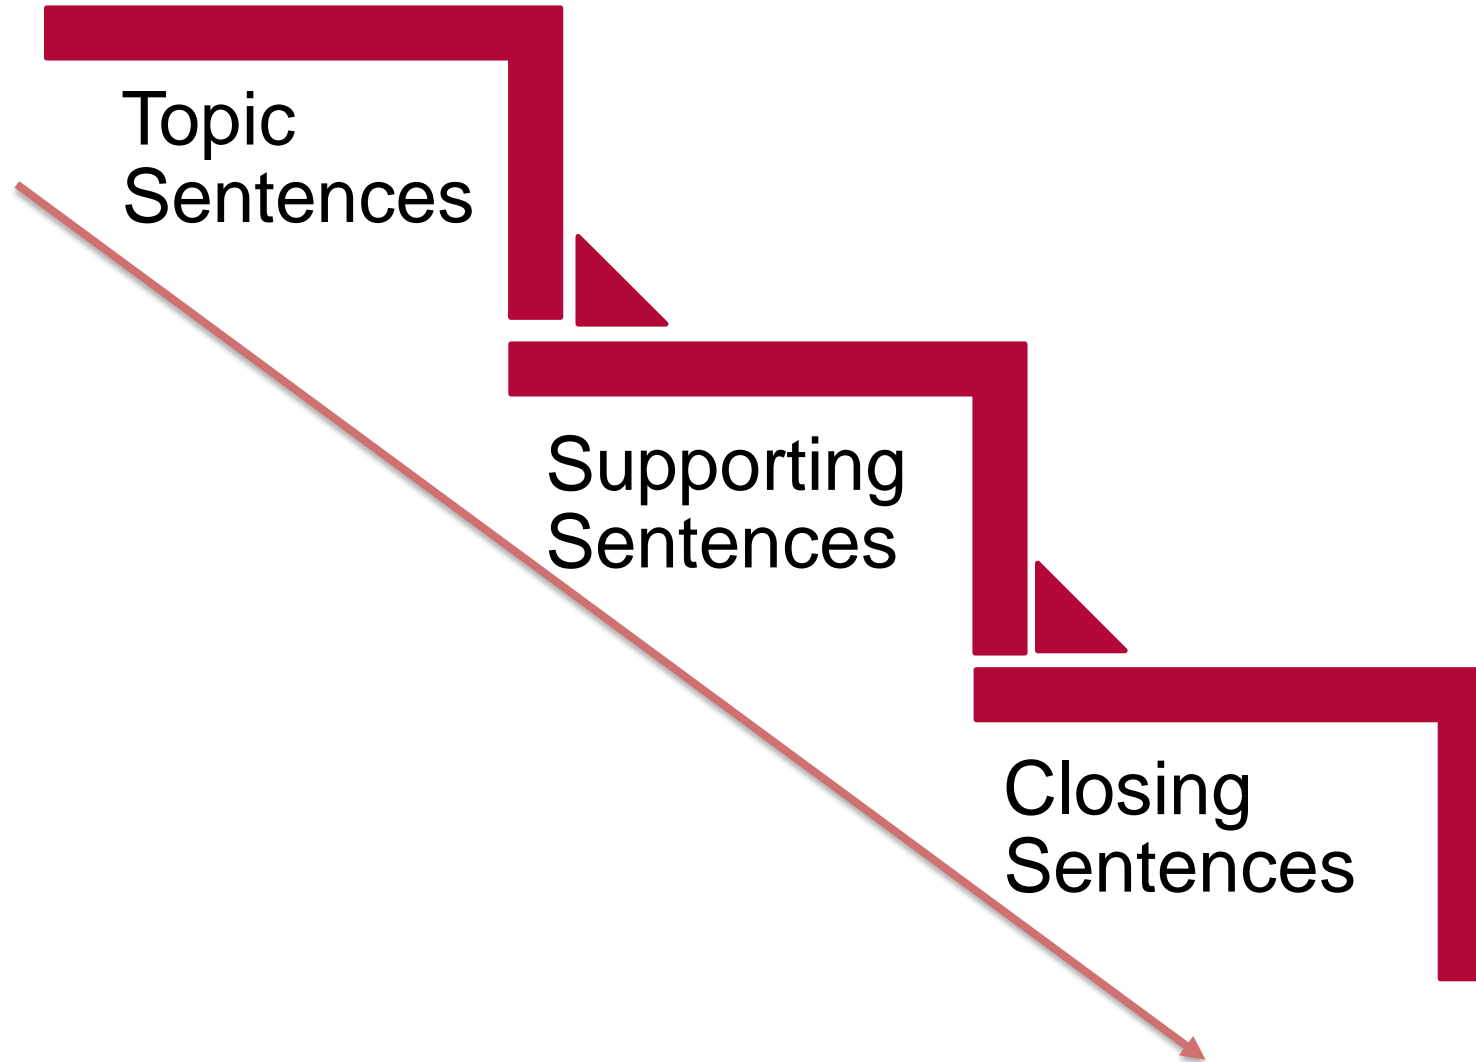 Topic
Sentences
Supporting
Sentences
Closing
Sentences